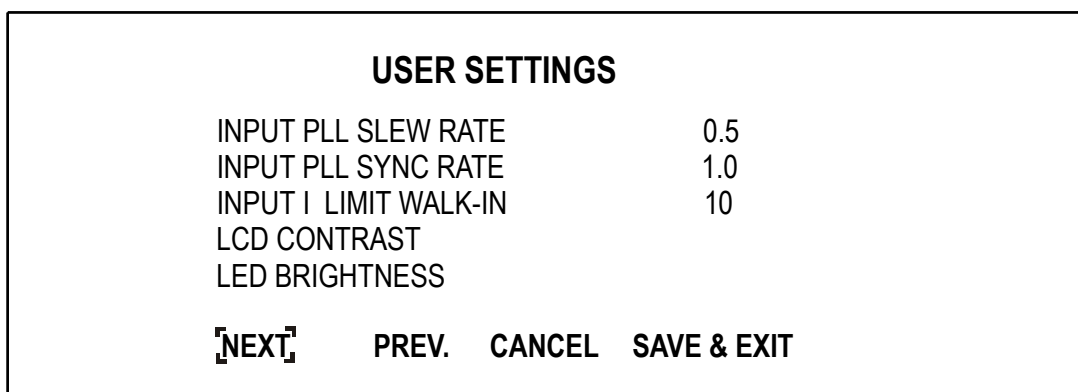 USER SETTINGS
INPUT PLL SLEW RATE 0.5
INPUT PLL SYNC RATE 1.0
INPUT I LIMIT WALK-IN 10
LCD CONTRAST
LED BRIGHTNESS
NEXT PREV. CANCEL SAVE & EXIT